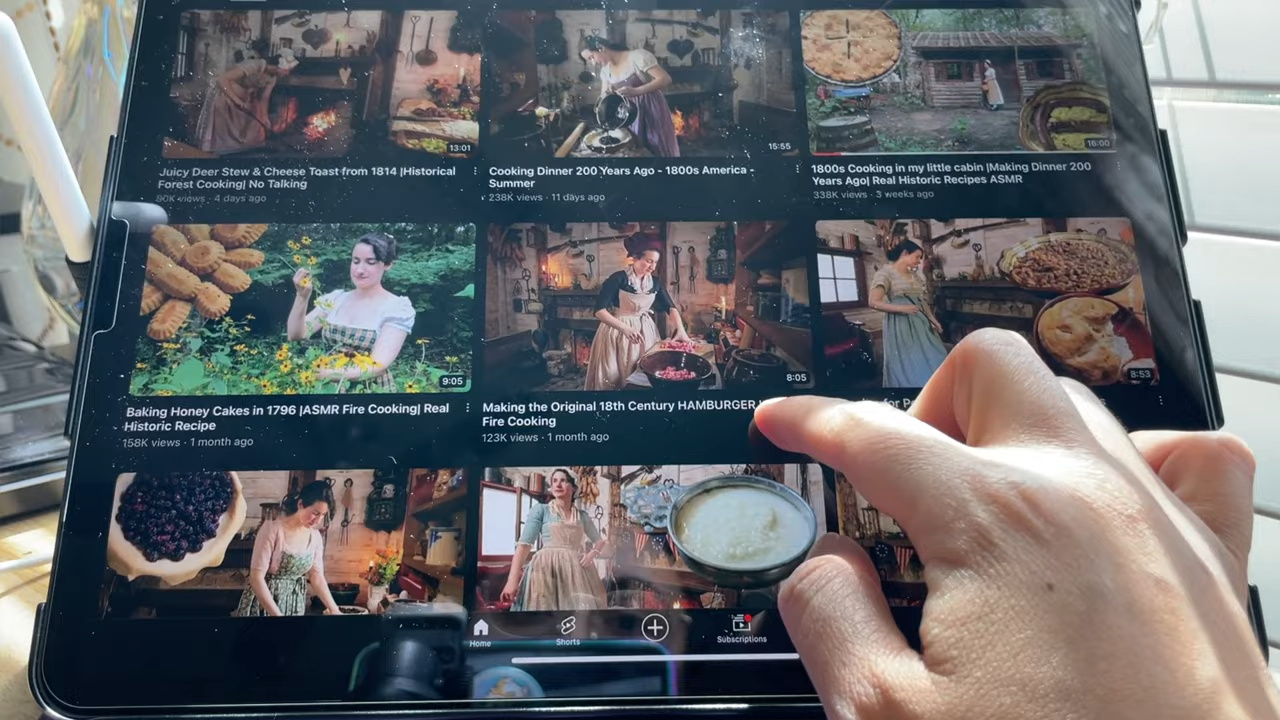 13:01
15:55
16:00
Juicy Deer Stew & Cheese Toast from 1814 |Historical
Forest Cooking| No Talking
90K views · 4 days ago
Cooking Dinner 200 Years Ago - 1800s America -
Summer
238K views · 11 days ago
1800s Cooking in my little cabin |Making Dinner 200
Years Ago| Real Historic Recipes ASMR
338K views · 3 weeks ago
9:05
8:05
8:53
Baking Honey Cakes in 1796 |ASMR Fire Cooking| Real
Historic Recipe
158K views · 1 month ago
Making the Original 18th Century HAMBURGER
Fire Cooking
123K views · 1 month ago
for
Home
Shorts
Subscriptions